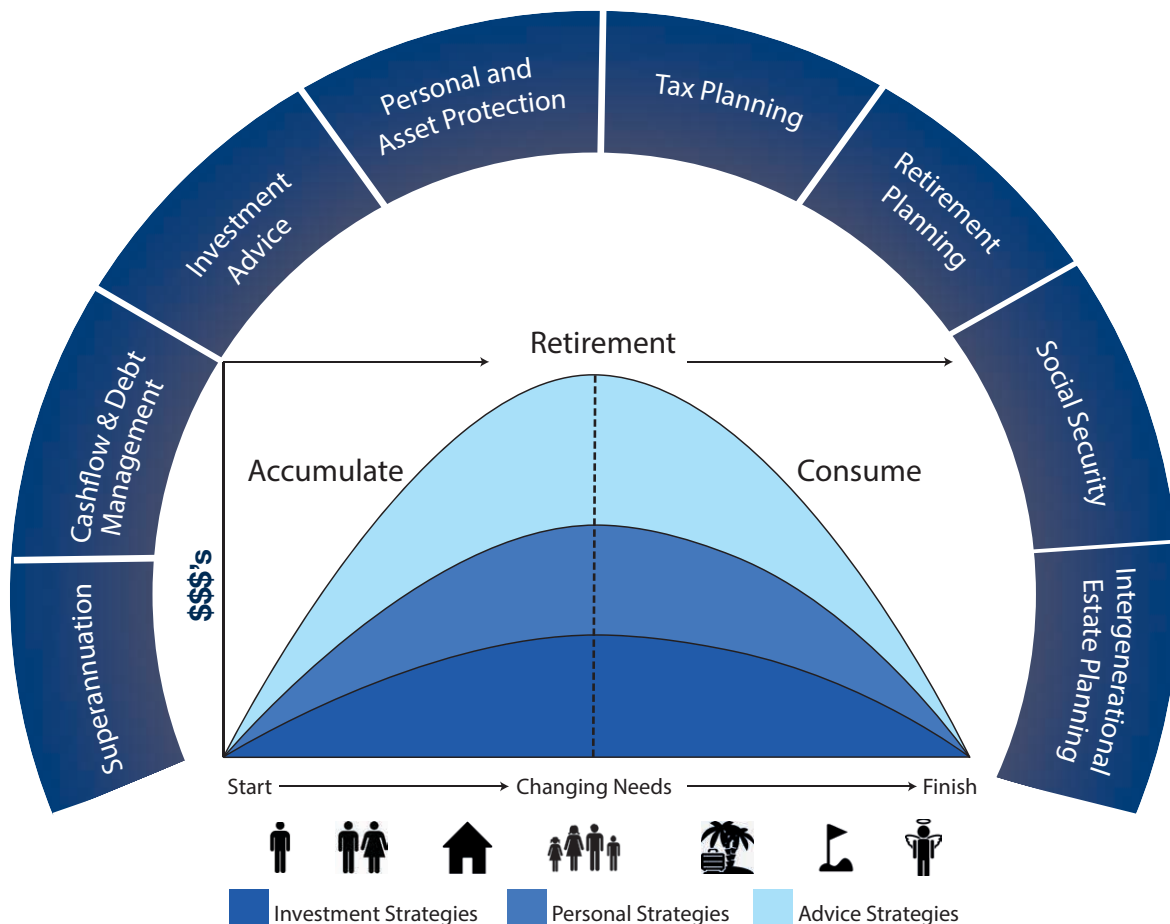 Superannuation
Cashflow & Debt
Management
Investment
Advice
Personal and
Asset Protection
Tax Planning
Retirement
Planning
Social Security
Intergenerational
Estate Planning
Retirement
Accumulate
Consume
$$$'s
Start
Changing Needs
Finish
Investment Strategies
Personal Strategies
Advice Strategies